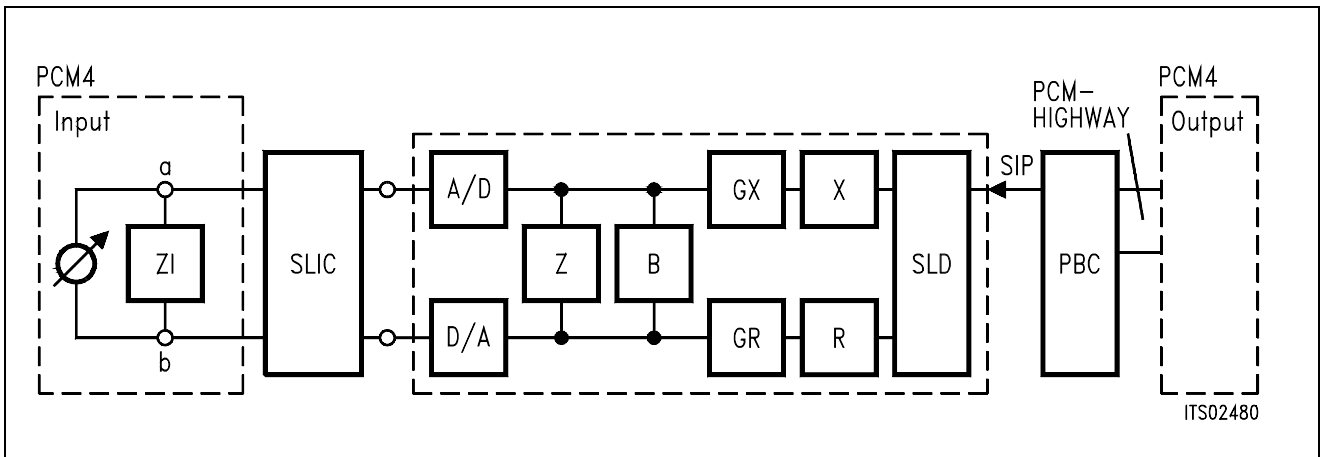 PCM4
Input
a
ZI
b
SLIC
A/D
D/A
Z
B
GX
X
GR
R
SLD
SIP
PBC
PCM-
HIGHWAY
PCM4
Output
ITS02480